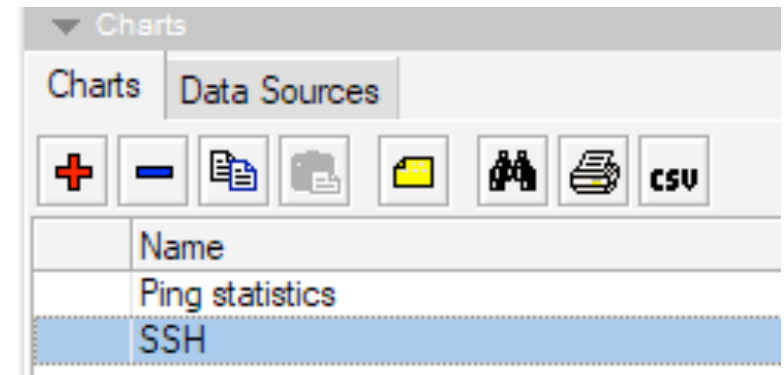 Charts
Charts Data Sources
csv
Name
Ping statistics
SSH